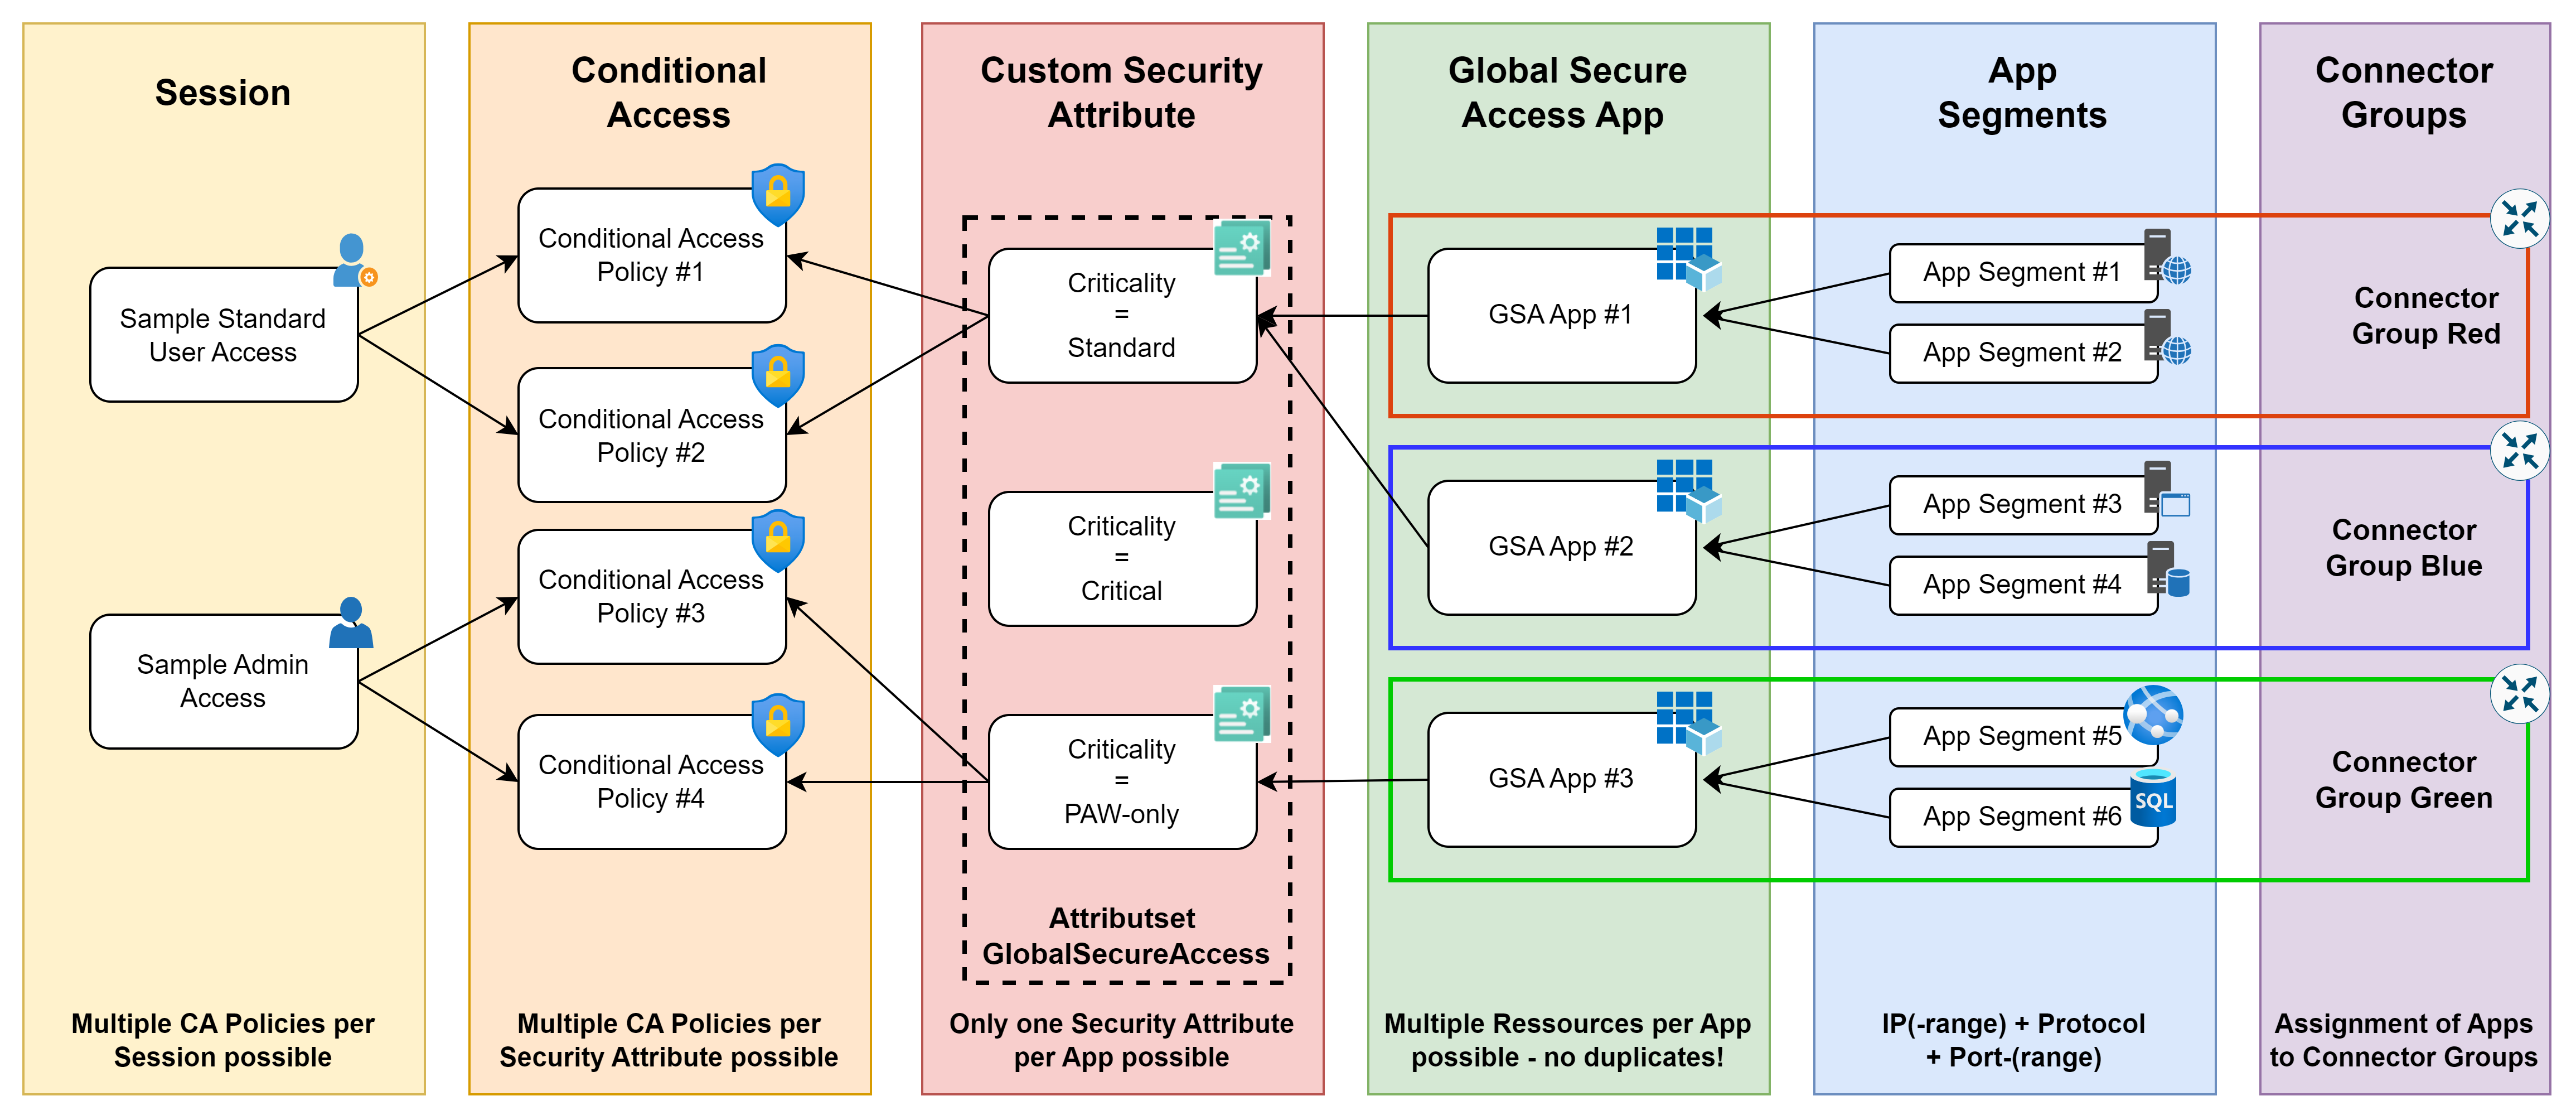 Session
Sample Standard
User Access
Sample Admin
Access
Multiple CA Policies per
Session possible
Conditional
Access
Conditional Access
Policy #1
Conditional Access
Policy #2
Conditional Access
Policy #3
Conditional Access
Policy #4
Multiple CA Policies per
Security Attribute possible
Custom Security
Attribute
Criticality
=
Standard
Criticality
=
Critical
Criticality
=
PAW-only
Attributset
GlobalSecureAccess
Only one Security Attribute
per App possible
Global Secure
Access App
GSA App #1
GSA App #2
GSA App #3
Multiple Ressources per App
possible - no duplicates!
App
Segments
App Segment #1
App Segment #2
App Segment #3
App Segment #4
App Segment #5
App Segment #6
SQL
IP(-range) + Protocol
+ Port-(range)
Connector
Groups
Connector
Group Red
Connector
Group Blue
Connector
Group Green
Assignment of Apps
to Connector Groups